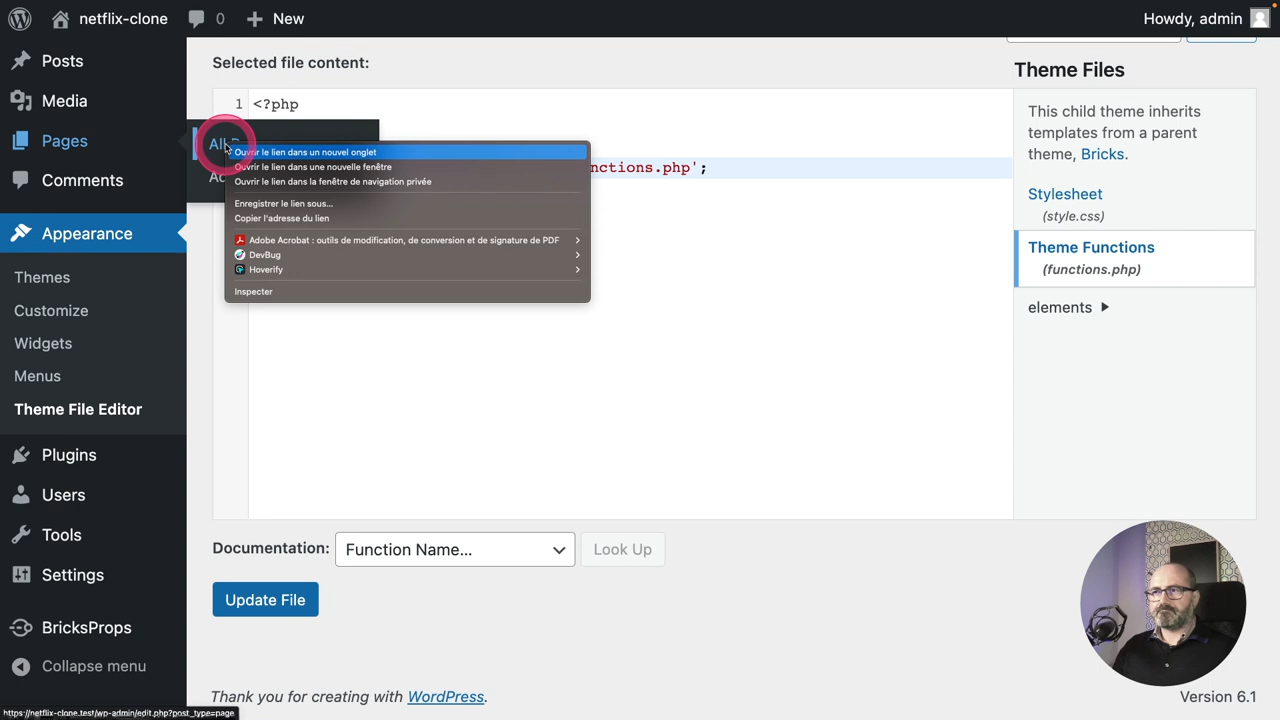 netflix-clone
0
New
Howdy, admin
Posts
Media
Pages
Comments
Appearance
Themes
Customize
Widgets
Menus
Theme File Editor
Plugins
Users
Tools
Settings
BricksProps
Collapse menu
Selected file content:
1
<?php
nctions.php';
Ouvrir le lien dans un nouvel onglet
Ouvrir le lien dans une nouvelle fenêtre
Ouvrir le lien dans la fenêtre de navigation privée
Enregistrer le lien sous...
Copier l'adresse du lien
Adobe Acrobat : outils de modification, de conversion et de signature de PDF
DevBug
Hoverify
Inspecter
Documentation:
Function Name...
Look Up
Update File
Theme Files
This child theme inherits
templates from a parent
theme, Bricks.
Stylesheet
(style.css)
Theme Functions
(functions.php)
elements
Thank you for creating with WordPress.
Version 6.1
https://netflix-clone.test/wp-admin/edit.php?post_type=page